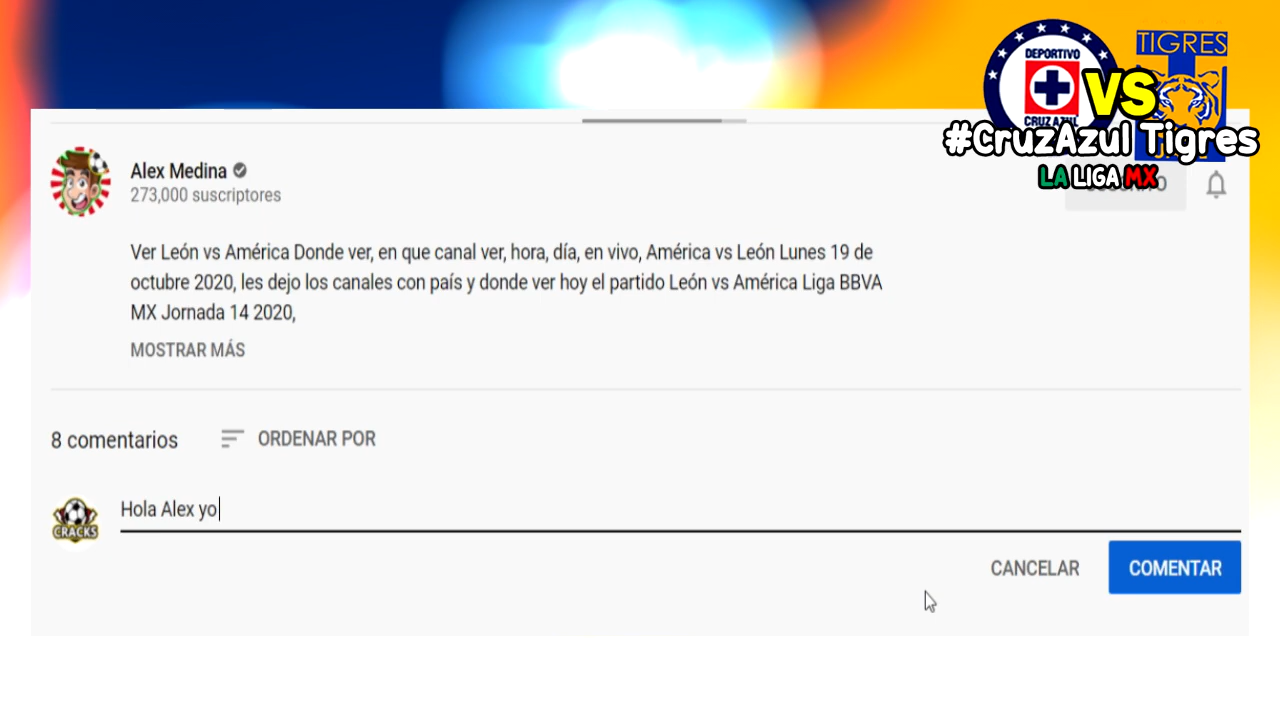 DEPORTIVO
CRUZ AZUL
TIGRES
VS
#CruzAzul Tigres
LA LIGA MX
Alex Medina
273,000 suscriptores
Ver León vs América Donde ver, en que canal ver, hora, día, en vivo, América vs León Lunes 19 de
octubre 2020, les dejo los canales con país y donde ver hoy el partido León vs América Liga BBVA
MX Jornada 14 2020,
MOSTRAR MÁS
8 comentarios
ORDENAR POR
Hola Alex yo
CRACKS
CANCELAR
COMENTAR